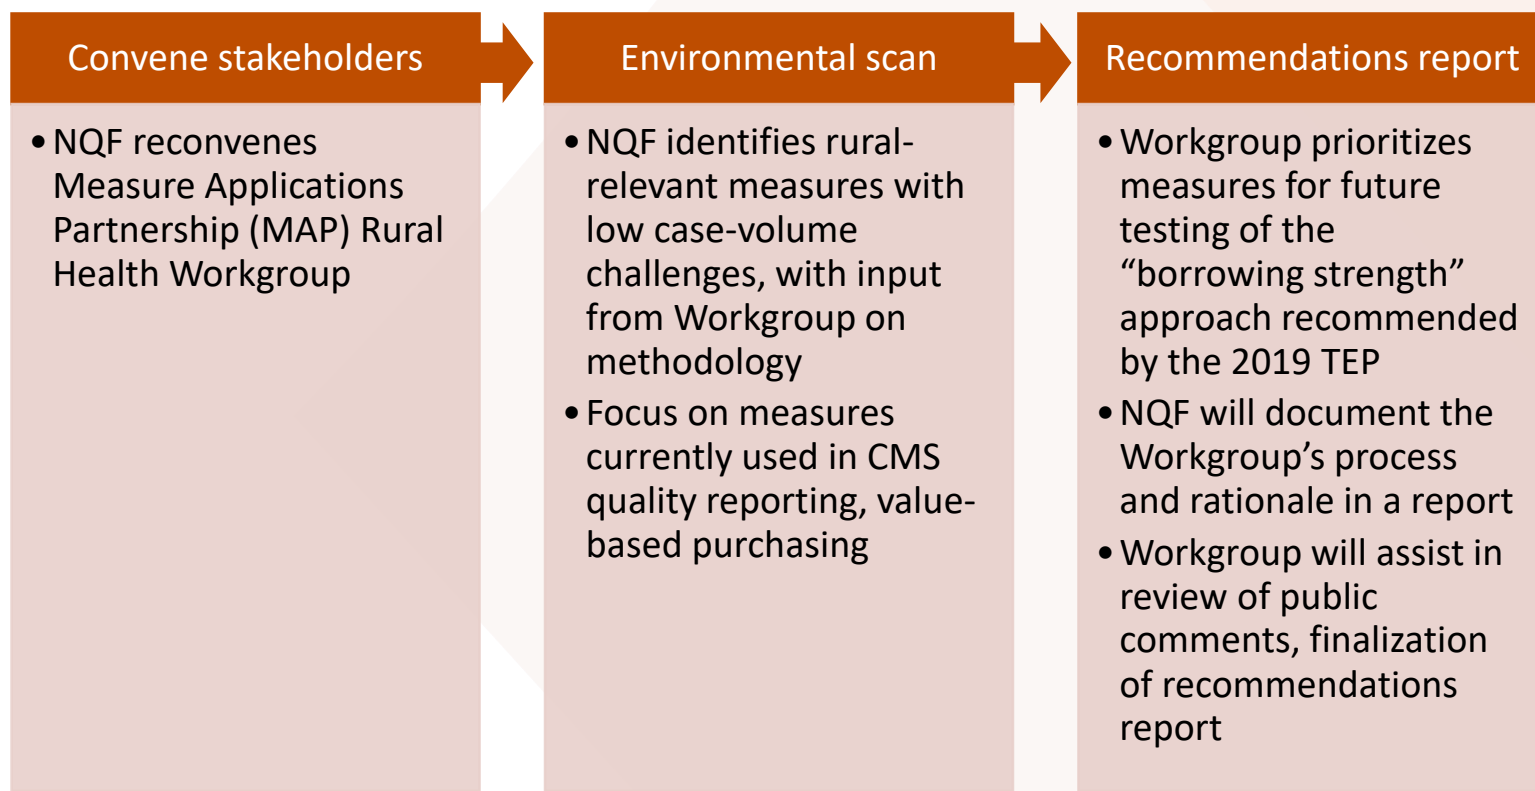 Convene stakeholders
• NQF reconvenes
Measure Applications
Partnership (MAP) Rural
Health Workgroup
Environmental scan
• NQF identifies rural-
relevant measures with
low case-volume
challenges, with input
from Workgroup on
methodology
• Focus on measures
currently used in CMS
quality reporting, value-
based purchasing
Recommendations report
• Workgroup prioritizes
measures for future
testing of the
“borrowing strength”
approach recommended
by the 2019 TEP
• NQF will document the
Workgroup’s process
and rationale in a report
• Workgroup will assist in
review of public
comments, finalization
of recommendations
report